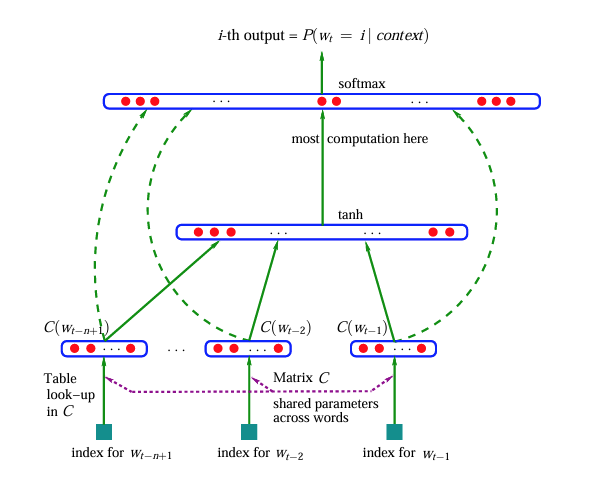 i-th output = P(w_t = i | context)
softmax
. . . . . .
most computation here
tanh
. . . . . .
C(w_{t−n+1}) C(w_{t−2}) C(w_{t−1})
. . . . . . . . . . . .
Table
look−up
in C
Matrix C
shared parameters
across words
index for w_{t−n+1} index for w_{t−2} index for w_{t−1}